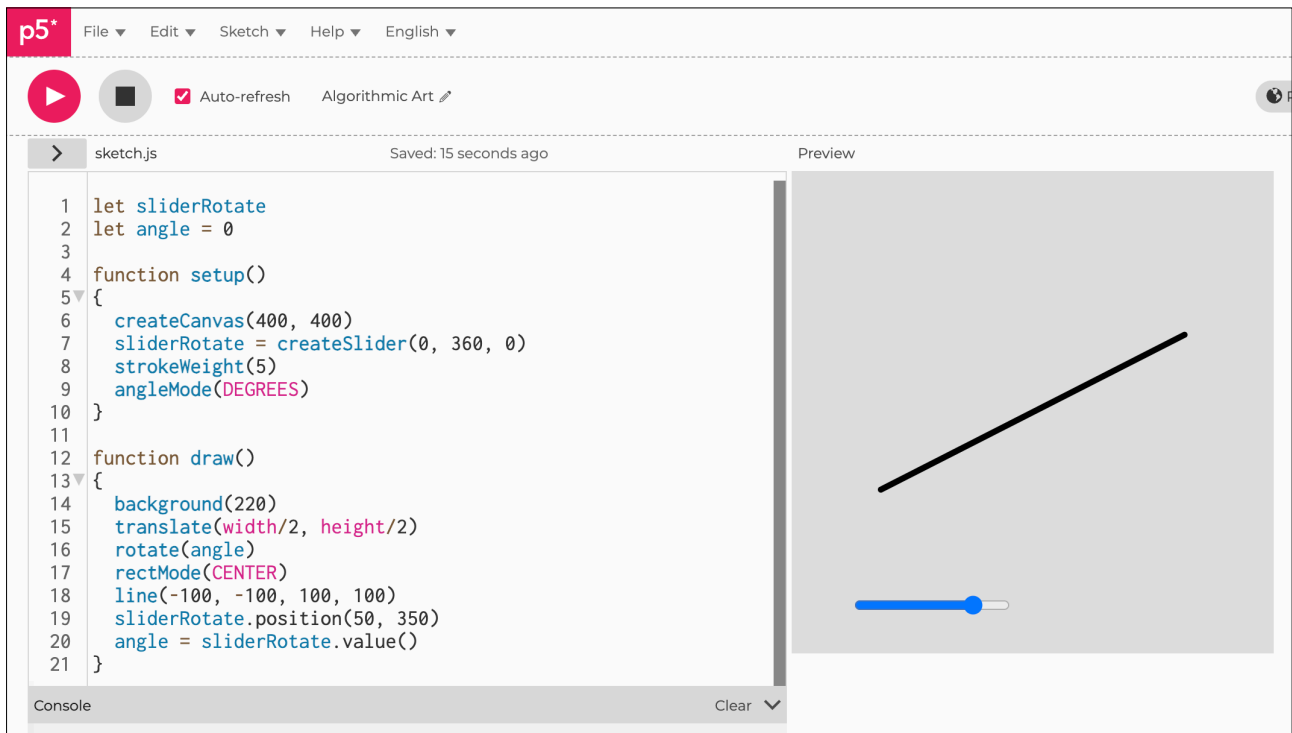 p5* File Edit Sketch Help English
Auto-refresh Algorithmic Art
sketch.js Saved: 15 seconds ago Preview
1 let sliderRotate
2 let angle = 0
3
4 function setup()
5 {
6 createCanvas(400, 400)
7 sliderRotate = createSlider(0, 360, 0)
8 strokeWeight(5)
9 angleMode(DEGREES)
10 }
11
12 function draw()
13 {
14 background(220)
15 translate(width/2, height/2)
16 rotate(angle)
17 rectMode(CENTER)
18 line(-100, -100, 100, 100)
19 sliderRotate.position(50, 350)
20 angle = sliderRotate.value()
21 }
Console Clear